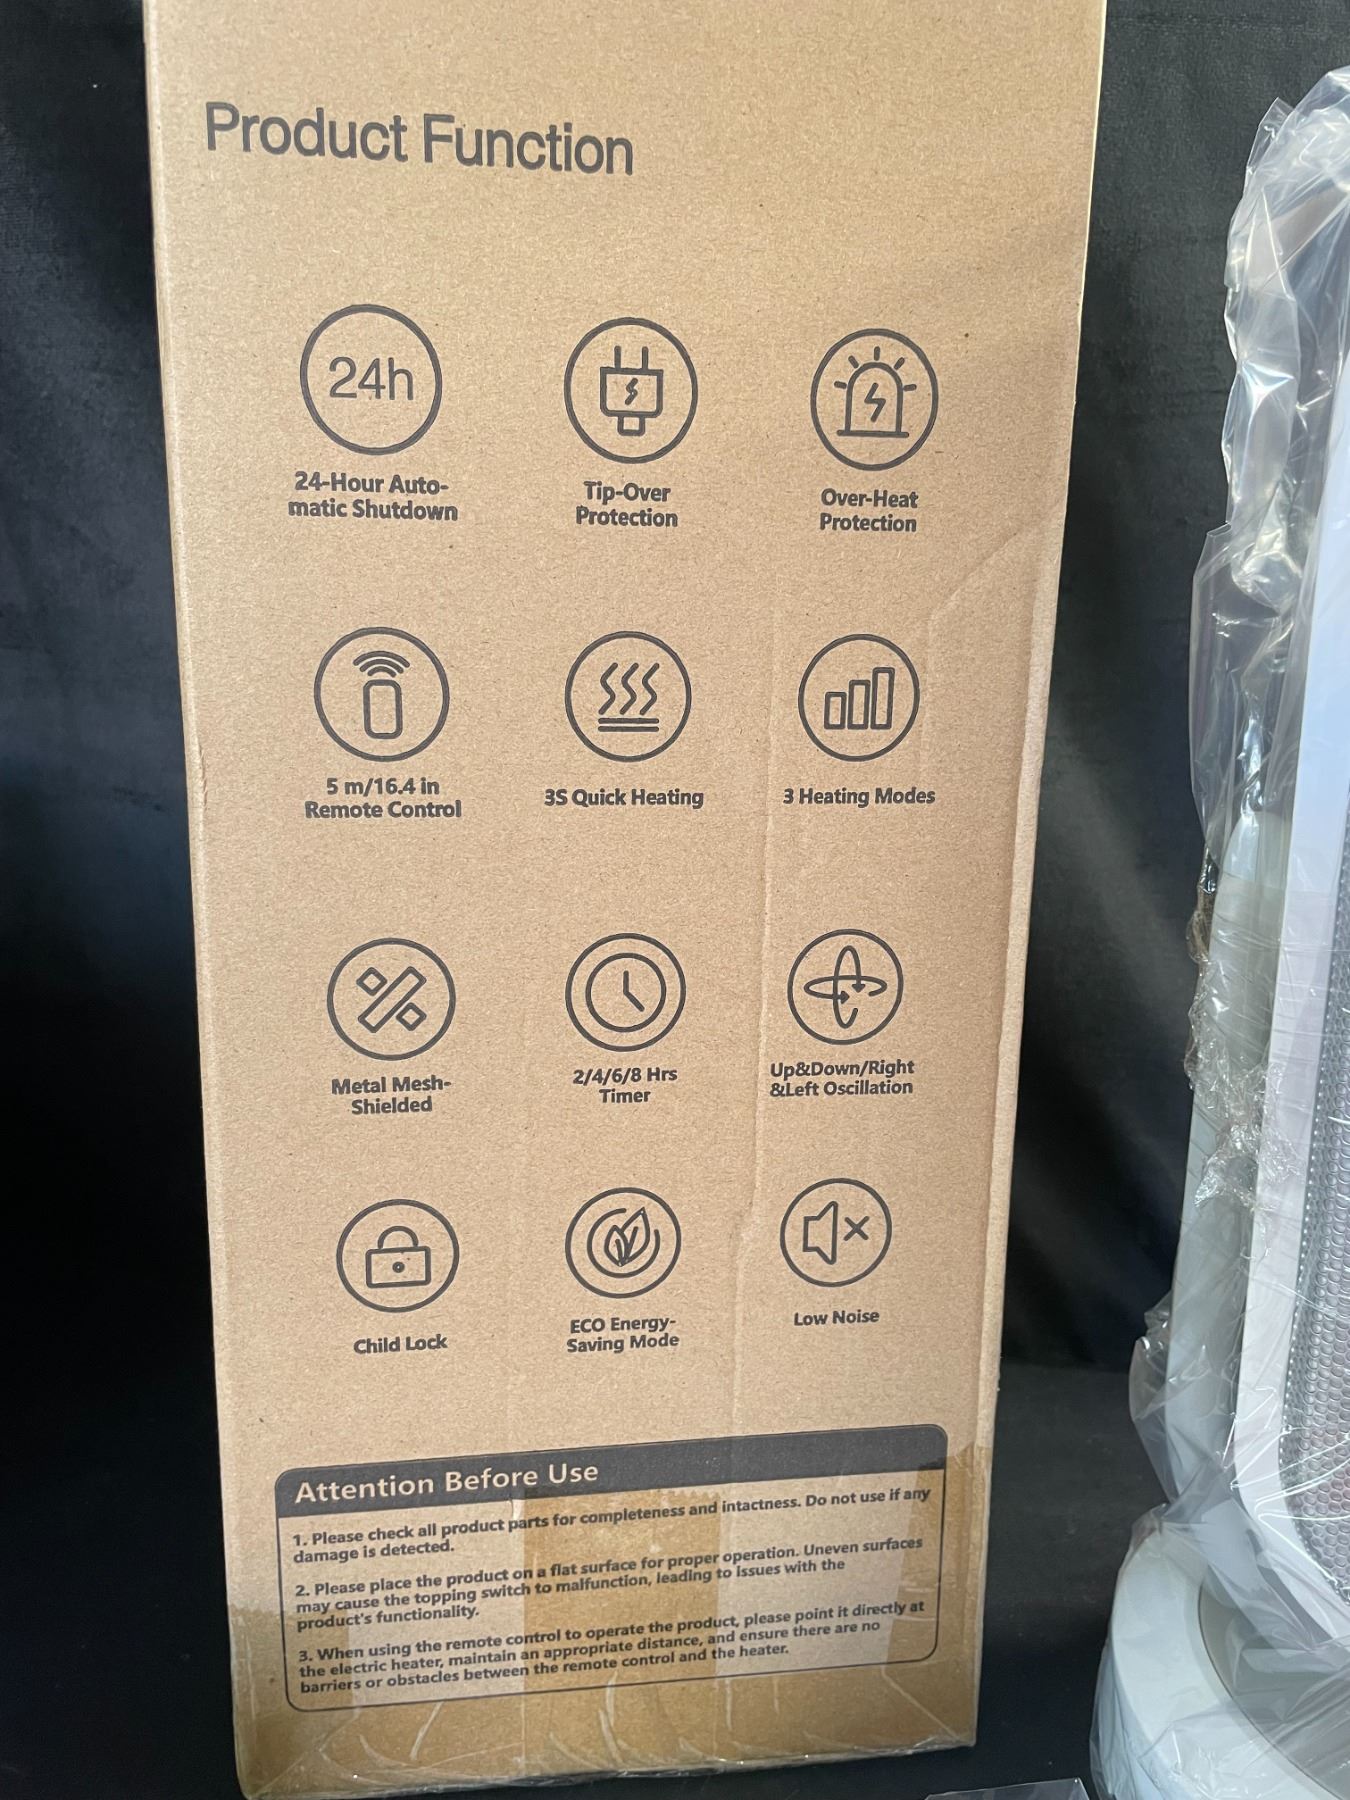 Product Function
24h
24-Hour Auto-
matic Shutdown
Tip-Over
Protection
Over-Heat
Protection
5 m/16.4 in
Remote Control
3S Quick Heating
3 Heating Modes
Metal Mesh-
Shielded
2/4/6/8 Hrs
Timer
Up&Down/Right
&Left Oscillation
Child Lock
ECO Energy-
Saving Mode
Low Noise
Attention Before Use
1. Please check all product parts for completeness and intactness. Do not use if any
damage is detected.
2. Please place the product on a flat surface for proper operation. Uneven surfaces
may cause the topping switch to malfunction, leading to issues with the
product's functionality.
3. When using the remote control to operate the product, please point it directly at
the electric heater, maintain an appropriate distance, and ensure there are no
barriers or obstacles between the remote control and the heater.